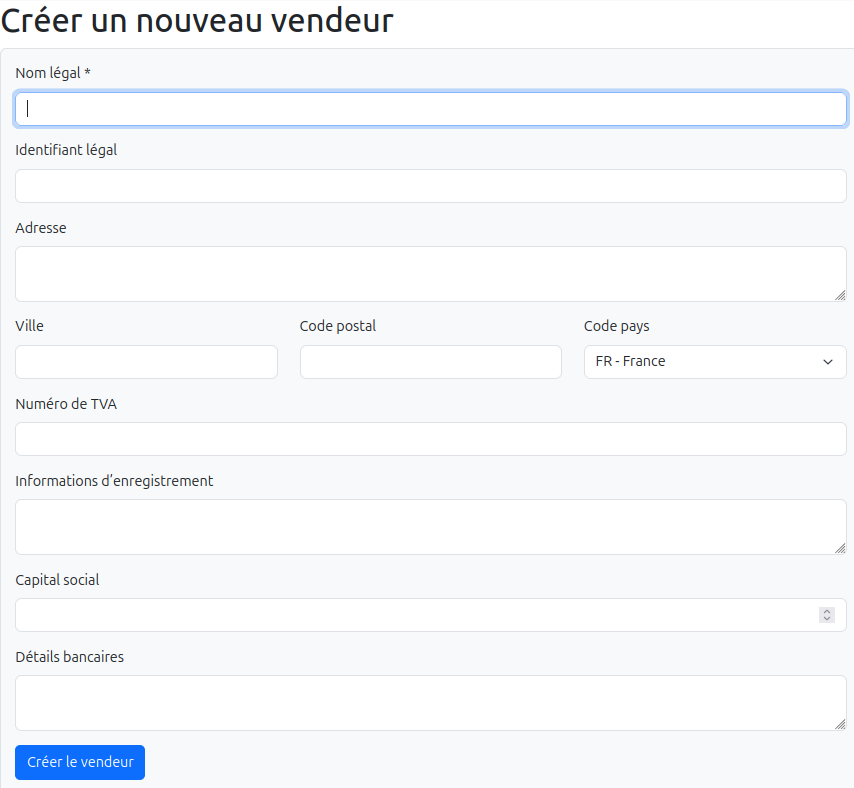 Créer un nouveau vendeur
Nom légal *
Identifiant légal
Adresse
Ville Code postal Code pays
FR - France
Numéro de TVA
Informations d’enregistrement
Capital social
Détails bancaires
Créer le vendeur